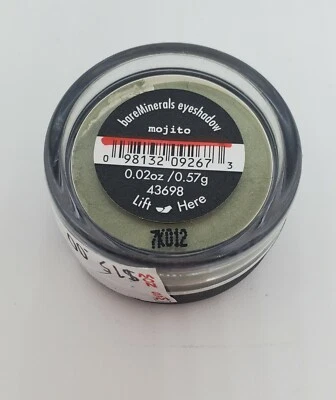 bareMinerals eyeshadow
mojito
0 98132 09267 3
0.02oz /0.57g
43698
Lift Here
7K012